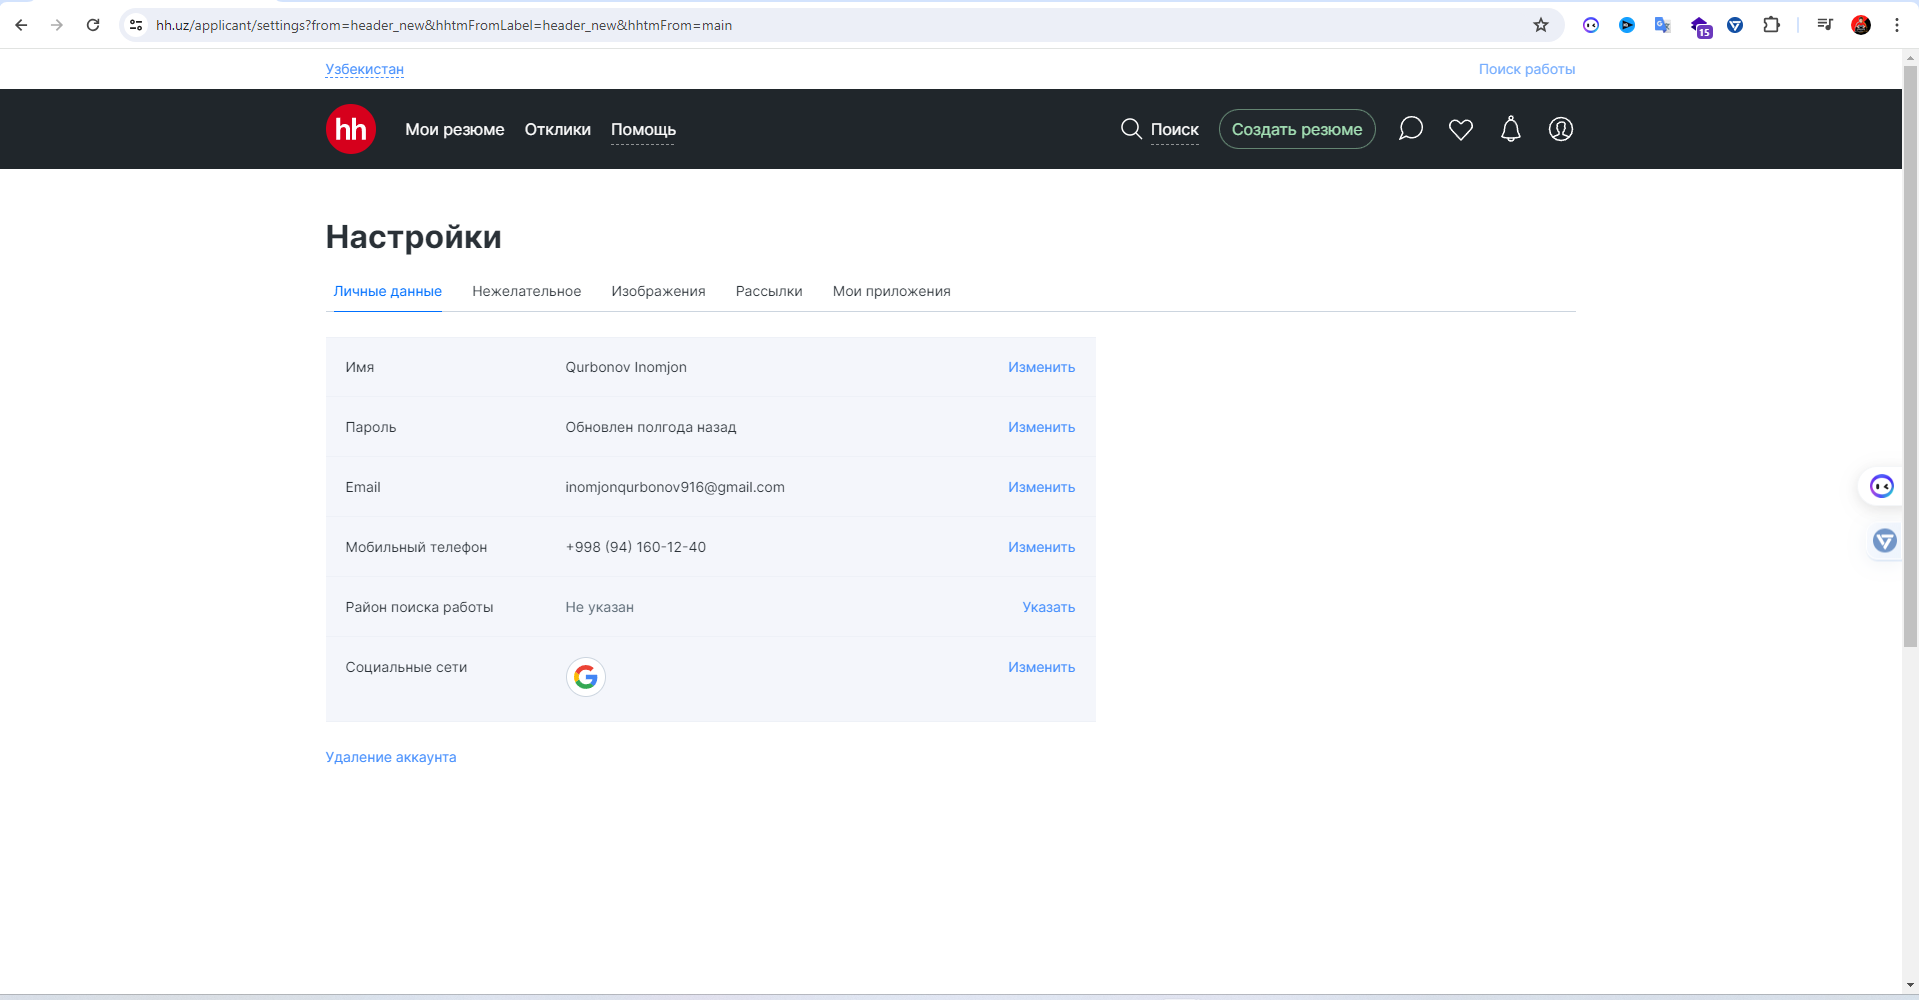 hh.uz/applicant/settings?from=header_new&hhtmFromLabel=header_new&hhtmFrom=main
15
Узбекистан
Поиск работы
hh
Мои резюме
Отклики
Помощь
Поиск
Создать резюме
Настройки
Личные данные
Нежелательное
Изображения
Рассылки
Мои приложения
Имя
Qurbonov Inomjon
Изменить
Пароль
Обновлен полгода назад
Изменить
Email
inomjonqurbonov916@gmail.com
Изменить
Мобильный телефон
+998 (94) 160-12-40
Изменить
Район поиска работы
Не указан
Указать
Социальные сети
G
Изменить
Удаление аккаунта